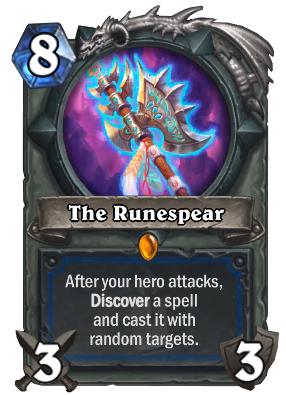 8
The Runespear
After your hero attacks,
Discover a spell
and cast it with
random targets.
3
3